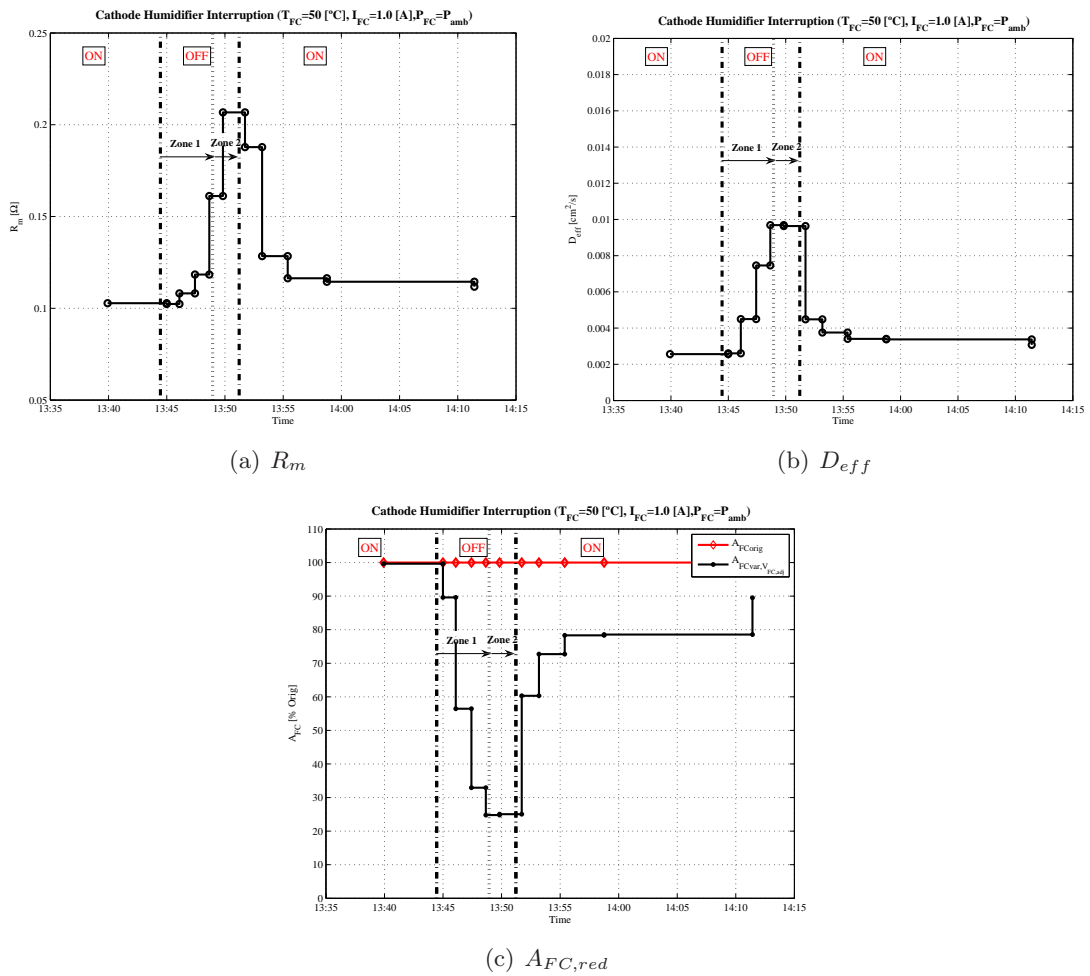 Cathode Humidifier Interruption (T_FC=50 [ºC], I_FC=1.0 [A],P_FC=P_amb)
ON
OFF
ON
0.25
0.2
0.15
0.1
0.05
R_m [Ω]
Zone 1
Zone 2
13:35 13:40 13:45 13:50 13:55 14:00 14:05 14:10 14:15
Time
(a) R_m
Cathode Humidifier Interruption (T_FC=50 [ºC], I_FC=1.0 [A],P_FC=P_amb)
ON
OFF
ON
0.02
0.018
0.016
0.014
0.012
0.01
0.008
0.006
0.004
0.002
0
D_eff [cm²/s]
Zone 1
Zone 2
13:35 13:40 13:45 13:50 13:55 14:00 14:05 14:10 14:15
Time
(b) D_eff
Cathode Humidifier Interruption (T_FC=50 [ºC], I_FC=1.0 [A],P_FC=P_amb)
ON
OFF
ON
A_FCorig
A_FCvar,V_FC,adj
110
100
90
80
70
60
50
40
30
20
10
0
A_FC [% Orig]
Zone 1
Zone 2
13:35 13:40 13:45 13:50 13:55 14:00 14:05 14:10 14:15
Time
(c) A_FC,red